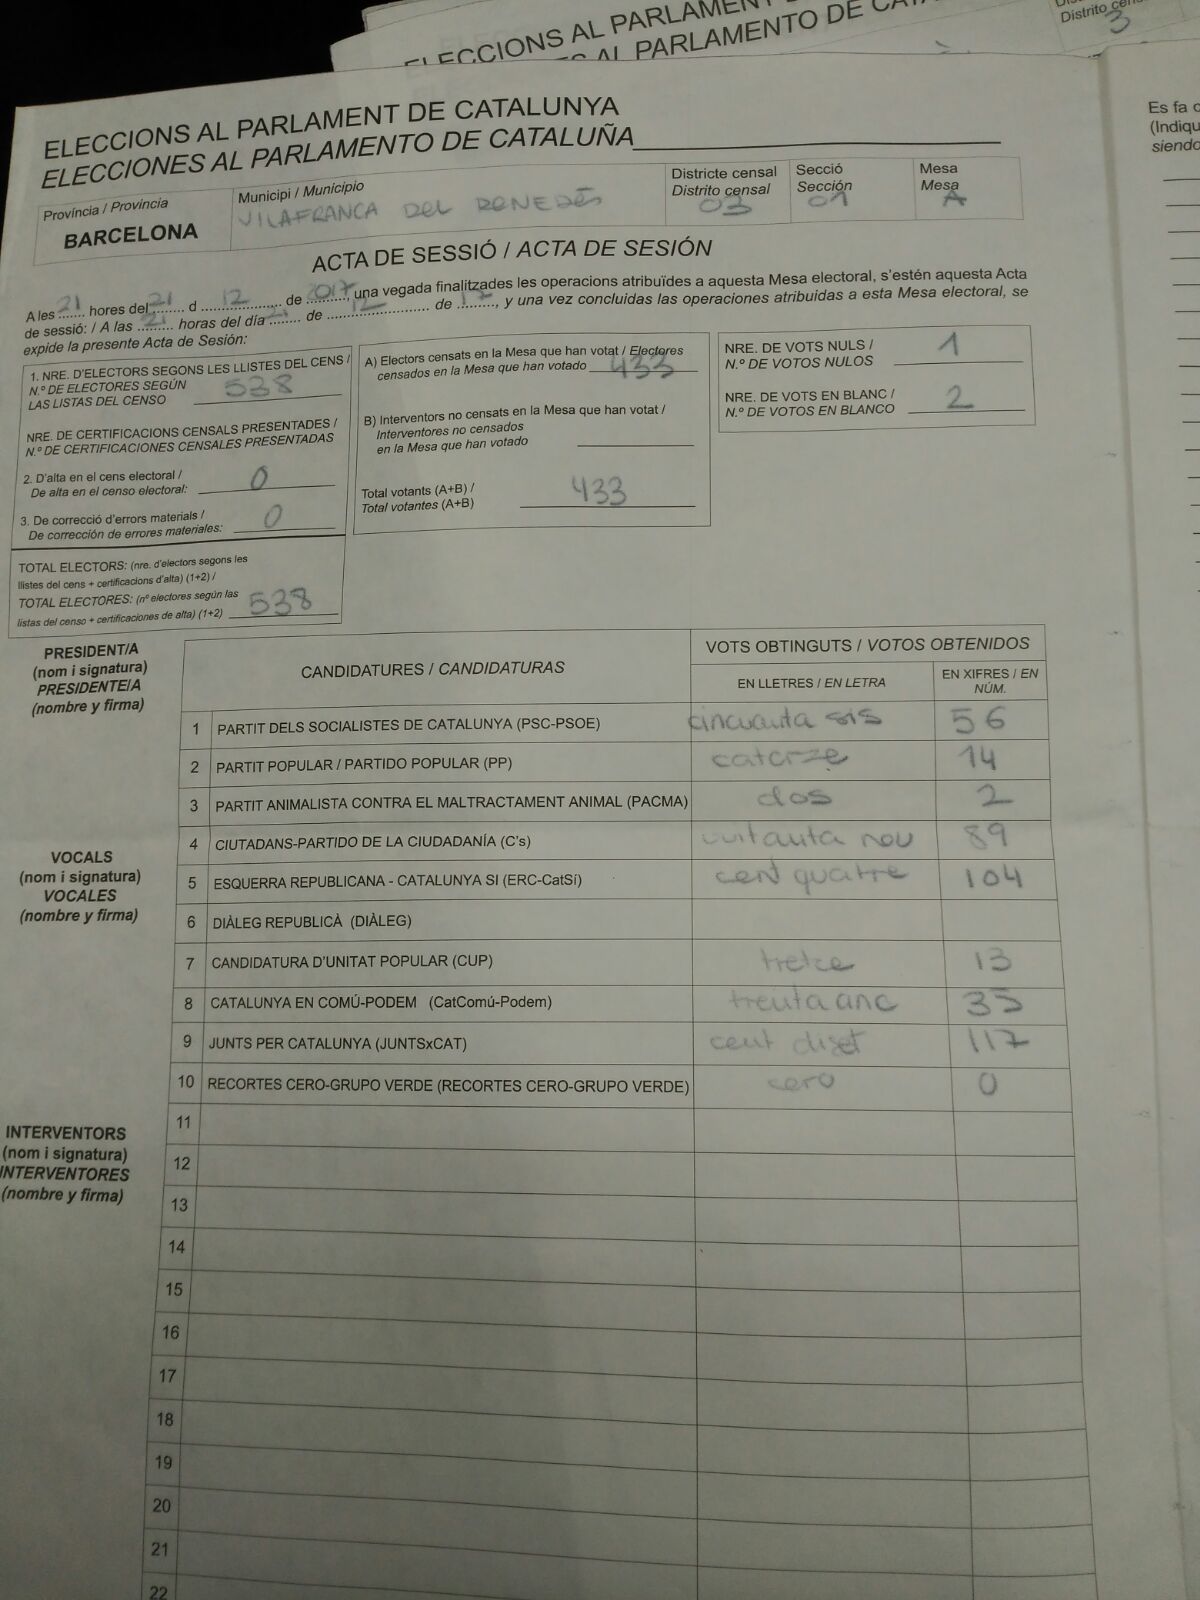 ELECCIONS AL PARLAMENT
AL PARLAMENTO DE
Distrito
3
ELECCIONS AL PARLAMENT DE CATALUNYA
ELECCIONES AL PARLAMENTO DE CATALUÑA
Província / Provincia
BARCELONA
Municipi / Municipio
VILAFRANCA DEL PENEDÈS
Districte censal
Distrito censal
03
Secció
Sección
01
Mesa
Mesa
A
Es fa
(Indiqu
siendo
ACTA DE SESSIÓ / ACTA DE SESIÓN
A les 21 hores del 21 d 12 de 2017, una vegada finalitzades les operacions atribuïdes a aquesta Mesa electoral, s'estén aquesta Acta
de sessió: / A las 21 horas del día 21 de 12 de 17, y una vez concluidas las operaciones atribuidas a esta Mesa electoral, se
expide la presente Acta de Sesión:
1. NRE. D'ELECTORS SEGONS LES LLISTES DEL CENS /
N.º DE ELECTORES SEGÚN
LAS LISTAS DEL CENSO 538
NRE. DE CERTIFICACIONS CENSALS PRESENTADES /
N.º DE CERTIFICACIONES CENSALES PRESENTADAS
2. D'alta en el cens electoral /
De alta en el censo electoral: 0
3. De correcció d'errors materials /
De corrección de errores materiales: 0
TOTAL ELECTORS: (nre. d'electors segons les
llistes del cens + certificacions d'alta) (1+2) /
TOTAL ELECTORES: (nº electores según las
listas del censo + certificaciones de alta) (1+2) 538
A) Electors censats en la Mesa que han votat / Electores
censados en la Mesa que han votado 433
B) Interventors no censats en la Mesa que han votat /
Interventores no censados
en la Mesa que han votado
Total votants (A+B) /
Total votantes (A+B) 433
NRE. DE VOTS NULS /
N.º DE VOTOS NULOS 1
NRE. DE VOTS EN BLANC /
N.º DE VOTOS EN BLANCO 2
PRESIDENT/A
(nom i signatura)
PRESIDENTE/A
(nombre y firma)
VOCALS
(nom i signatura)
VOCALES
(nombre y firma)
INTERVENTORS
(nom i signatura)
INTERVENTORES
(nombre y firma)
CANDIDATURES / CANDIDATURAS
VOTS OBTINGUTS / VOTOS OBTENIDOS
EN LLETRES / EN LETRA
EN XIFRES / EN
NÚM.
1 PARTIT DELS SOCIALISTES DE CATALUNYA (PSC-PSOE) cincuanta sis 56
2 PARTIT POPULAR / PARTIDO POPULAR (PP) catorze 14
3 PARTIT ANIMALISTA CONTRA EL MALTRACTAMENT ANIMAL (PACMA) dos 2
4 CIUTADANS-PARTIDO DE LA CIUDADANÍA (C's) vuitanta nou 89
5 ESQUERRA REPUBLICANA - CATALUNYA SI (ERC-CatSí) cent quatre 104
6 DIÀLEG REPUBLICÀ (DIÀLEG)
7 CANDIDATURA D'UNITAT POPULAR (CUP) tretze 13
8 CATALUNYA EN COMÚ-PODEM (CatComú-Podem) trenta cinc 35
9 JUNTS PER CATALUNYA (JUNTSxCAT) cent diset 117
10 RECORTES CERO-GRUPO VERDE (RECORTES CERO-GRUPO VERDE) cero 0
11
12
13
14
15
16
17
18
19
20
21
22